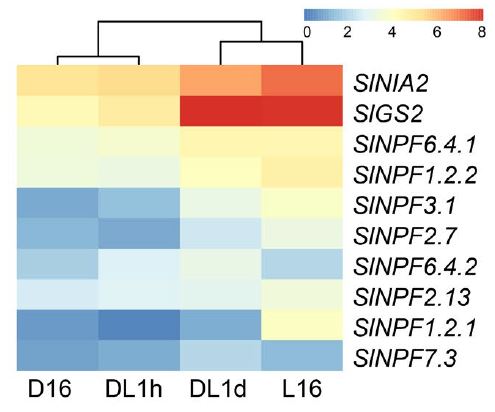 0 2 4 6 8
SlNIA2
SlGS2
SlNPF6.4.1
SlNPF1.2.2
SlNPF3.1
SlNPF2.7
SlNPF6.4.2
SlNPF2.13
SlNPF1.2.1
SlNPF7.3
D16 DL1h DL1d L16